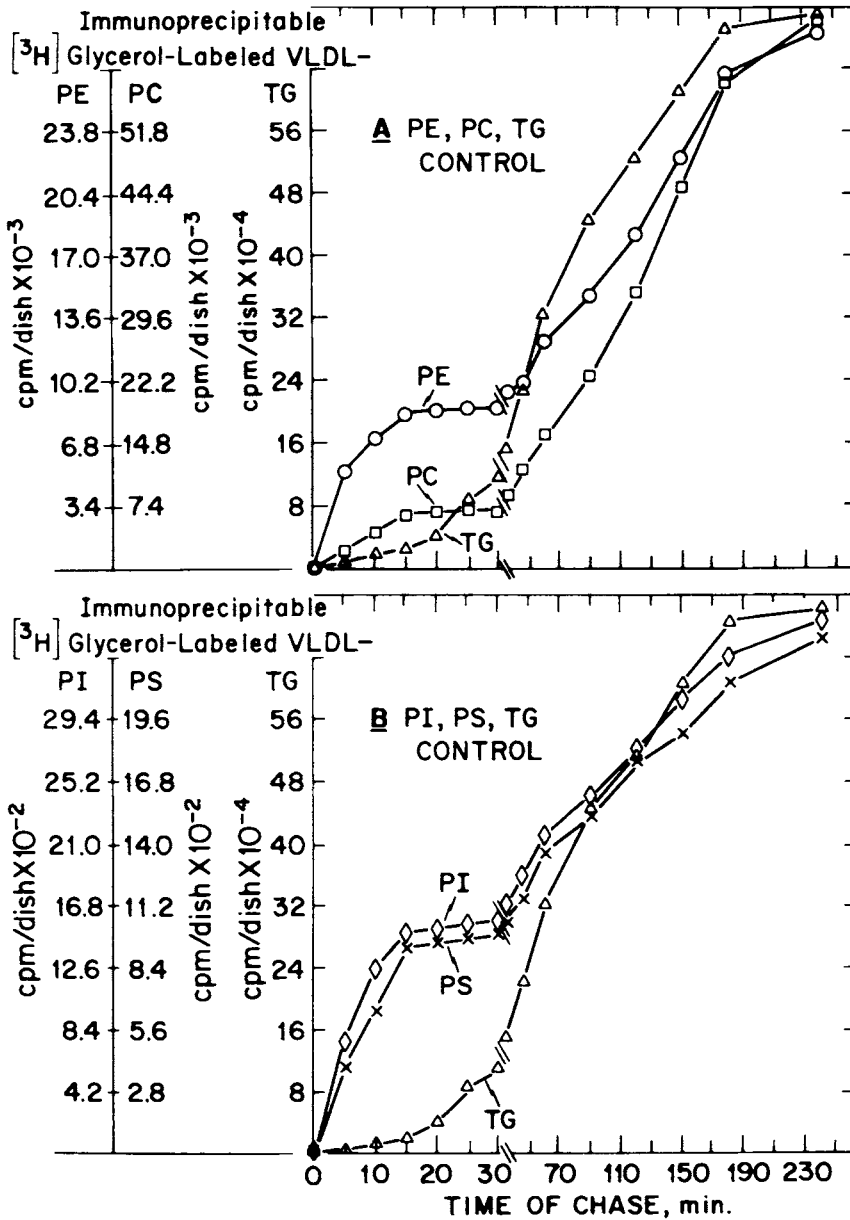 Immunoprecipitable
[³H] Glycerol-Labeled VLDL-
PE PC TG
23.8 51.8 56
20.4 44.4 48
17.0 37.0 40
13.6 29.6 32
10.2 22.2 24
6.8 14.8 16
3.4 7.4 8
cpm/dish X10⁻³
cpm/dish X10⁻³
cpm/dish X10⁻⁴
A PE, PC, TG
CONTROL
PE
PC
TG
Immunoprecipitable
[³H] Glycerol-Labeled VLDL-
PI PS TG
29.4 19.6 56
25.2 16.8 48
21.0 14.0 40
16.8 11.2 32
12.6 8.4 24
8.4 5.6 16
4.2 2.8 8
cpm/dish X10⁻²
cpm/dish X10⁻²
cpm/dish X10⁻⁴
B PI, PS, TG
CONTROL
PI
PS
TG
0 10 20 30 70 110 150 190 230
TIME OF CHASE, min.